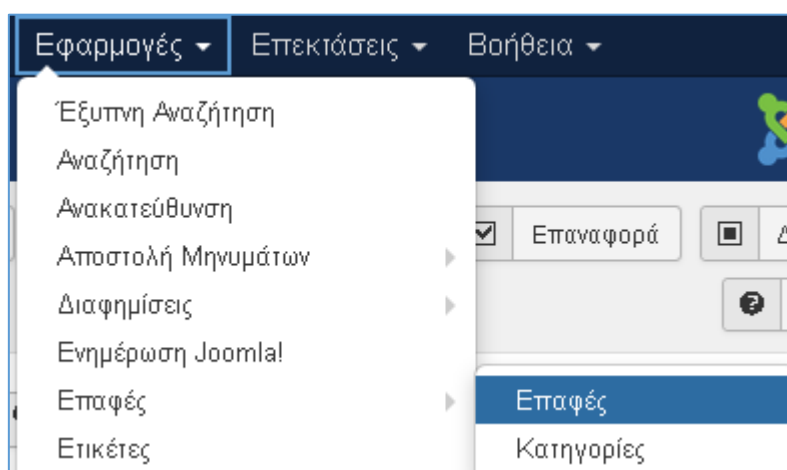 Εφαρμογές Επεκτάσεις Βοήθεια
Έξυπνη Αναζήτηση
Αναζήτηση
Ανακατεύθυνση
Επαναφορά
Αποστολή Μηνυμάτων
Διαφημίσεις
Ενημέρωση Joomla!
Επαφές
Επαφές
Ετικέτες
Κατηγορίες